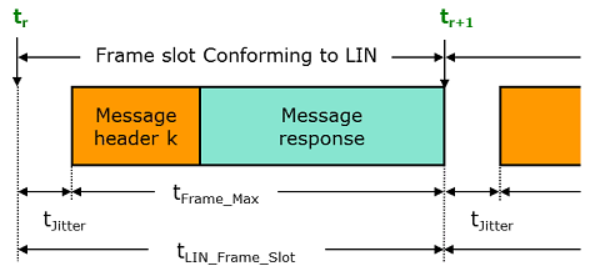 tr tr+1
Frame slot Conforming to LIN
Message header k
Message response
tFrame_Max
tJitter tJitter
tLIN_Frame_Slot